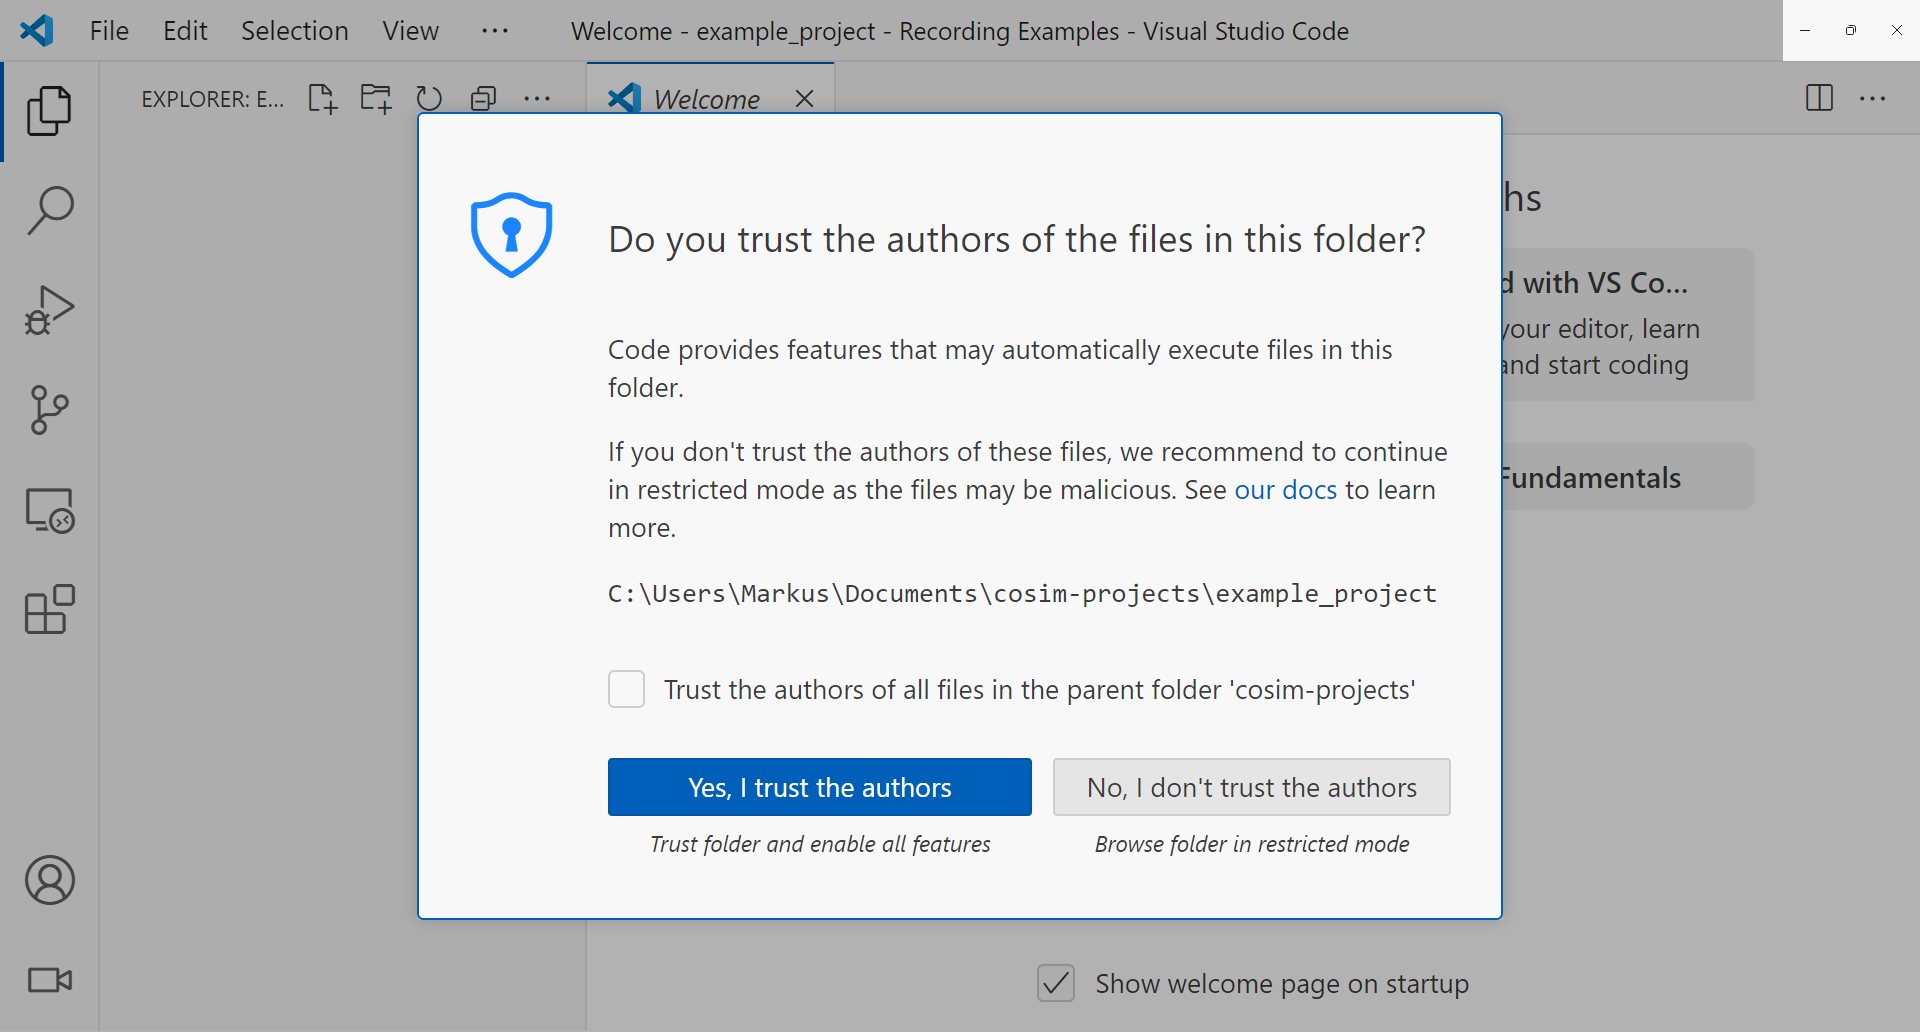 File Edit Selection View ··· Welcome - example_project - Recording Examples - Visual Studio Code
EXPLORER: E...
Welcome
Do you trust the authors of the files in this folder?
Code provides features that may automatically execute files in this
folder.
If you don't trust the authors of these files, we recommend to continue
in restricted mode as the files may be malicious. See our docs to learn
more.
C:\Users\Markus\Documents\cosim-projects\example_project
Trust the authors of all files in the parent folder 'cosim-projects'
Yes, I trust the authors
No, I don't trust the authors
Trust folder and enable all features
Browse folder in restricted mode
with VS Co...
your editor, learn
and start coding
Fundamentals
Show welcome page on startup